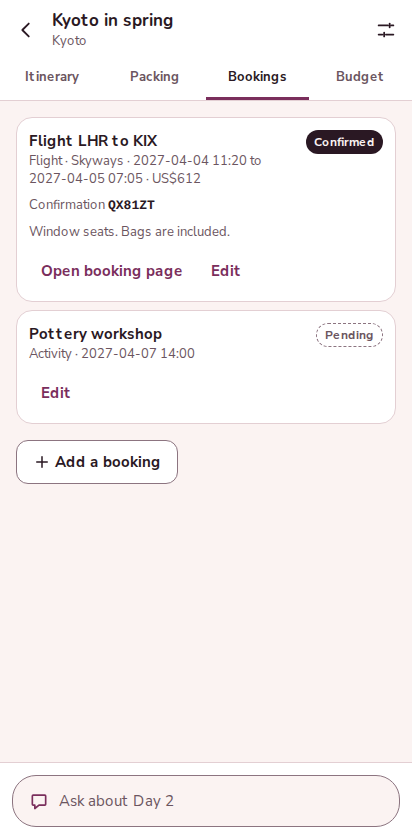 Kyoto in spring
Kyoto
Itinerary
Packing
Bookings
Budget
Flight LHR to KIX
Confirmed
Flight · Skyways · 2027-04-04 11:20 to
2027-04-05 07:05 · US$612
Confirmation QX81ZT
Window seats. Bags are included.
Open booking page
Edit
Pottery workshop
Pending
Activity · 2027-04-07 14:00
Edit
Add a booking
Ask about Day 2